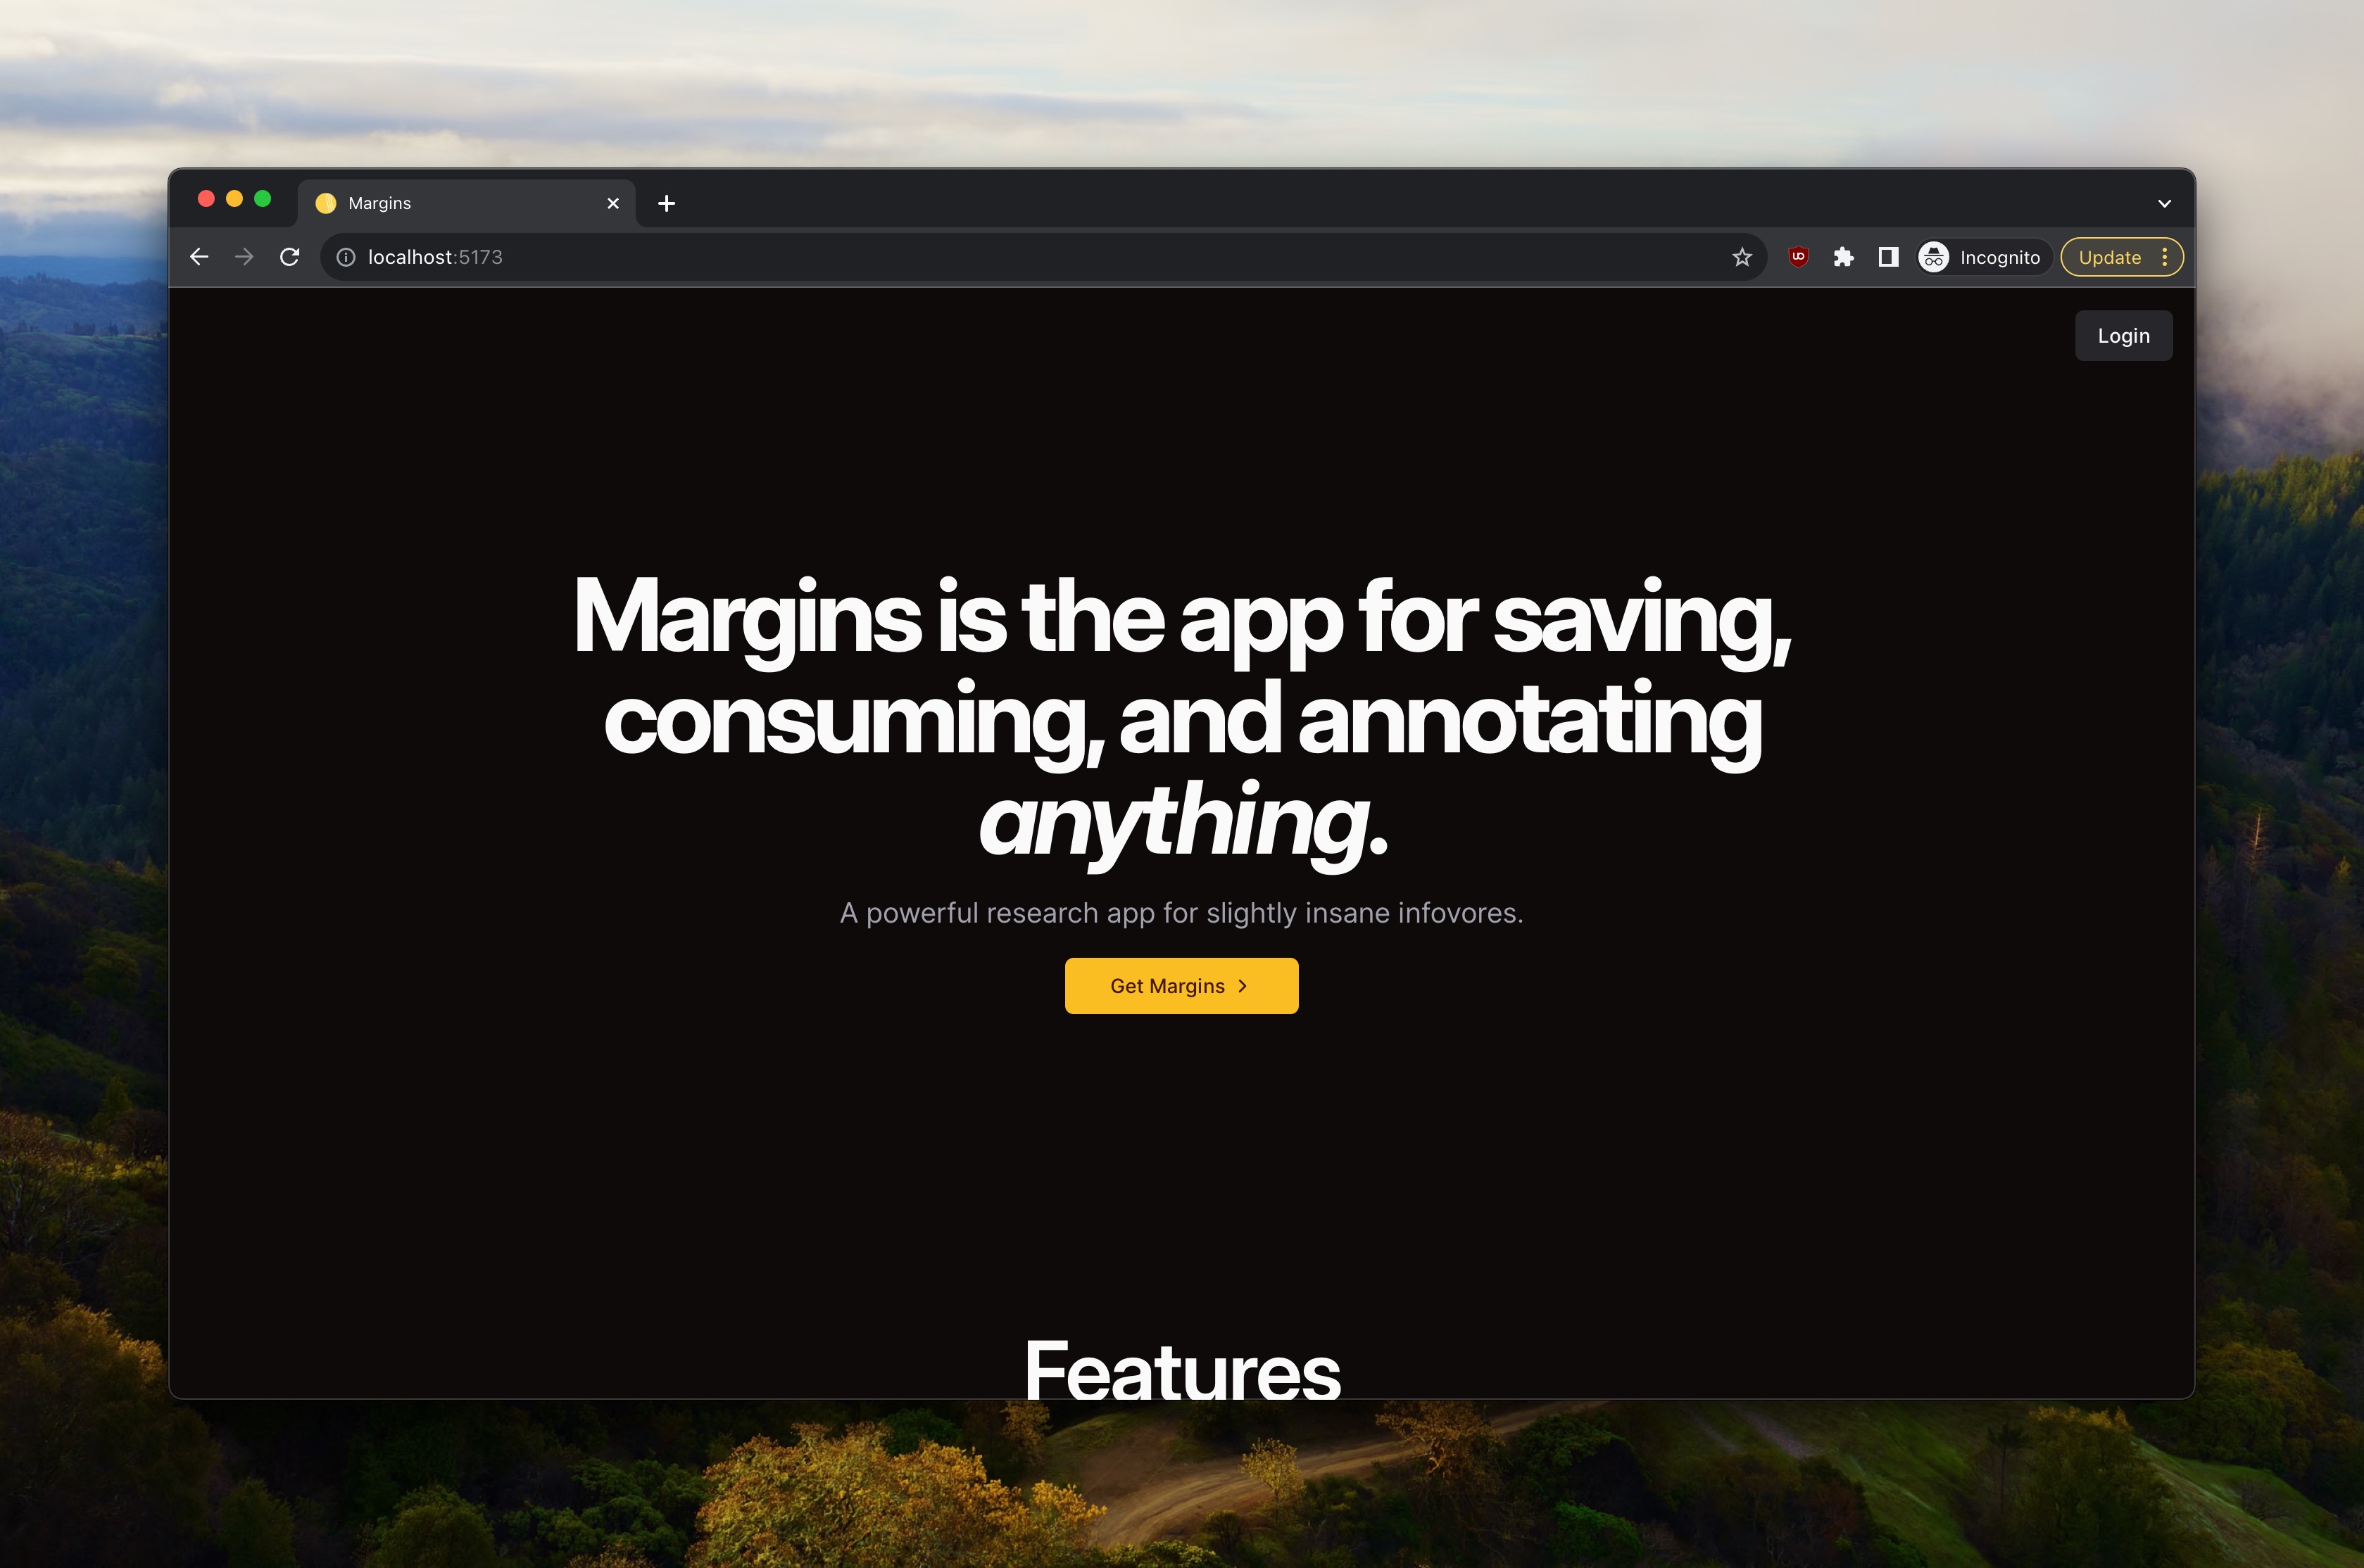 Margins
localhost:5173
Incognito
Update
Login
Margins is the app for saving,
consuming, and annotating
anything.
A powerful research app for slightly insane infovores.
Get Margins
Features